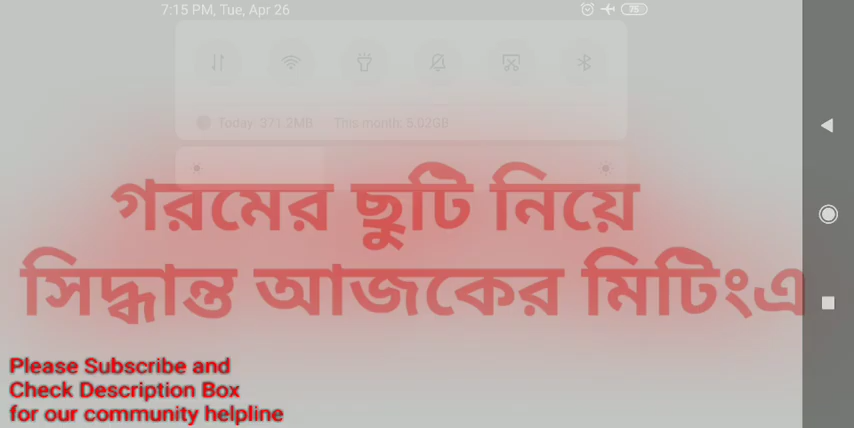 7:15 PM, Tue, Apr 26
75
Today: 371.2MB This month: 5.02GB
গরমের ছুটি নিয়ে
সিদ্ধান্ত আজকের মিটিংএ
Please Subscribe and
Check Description Box
for our community helpline